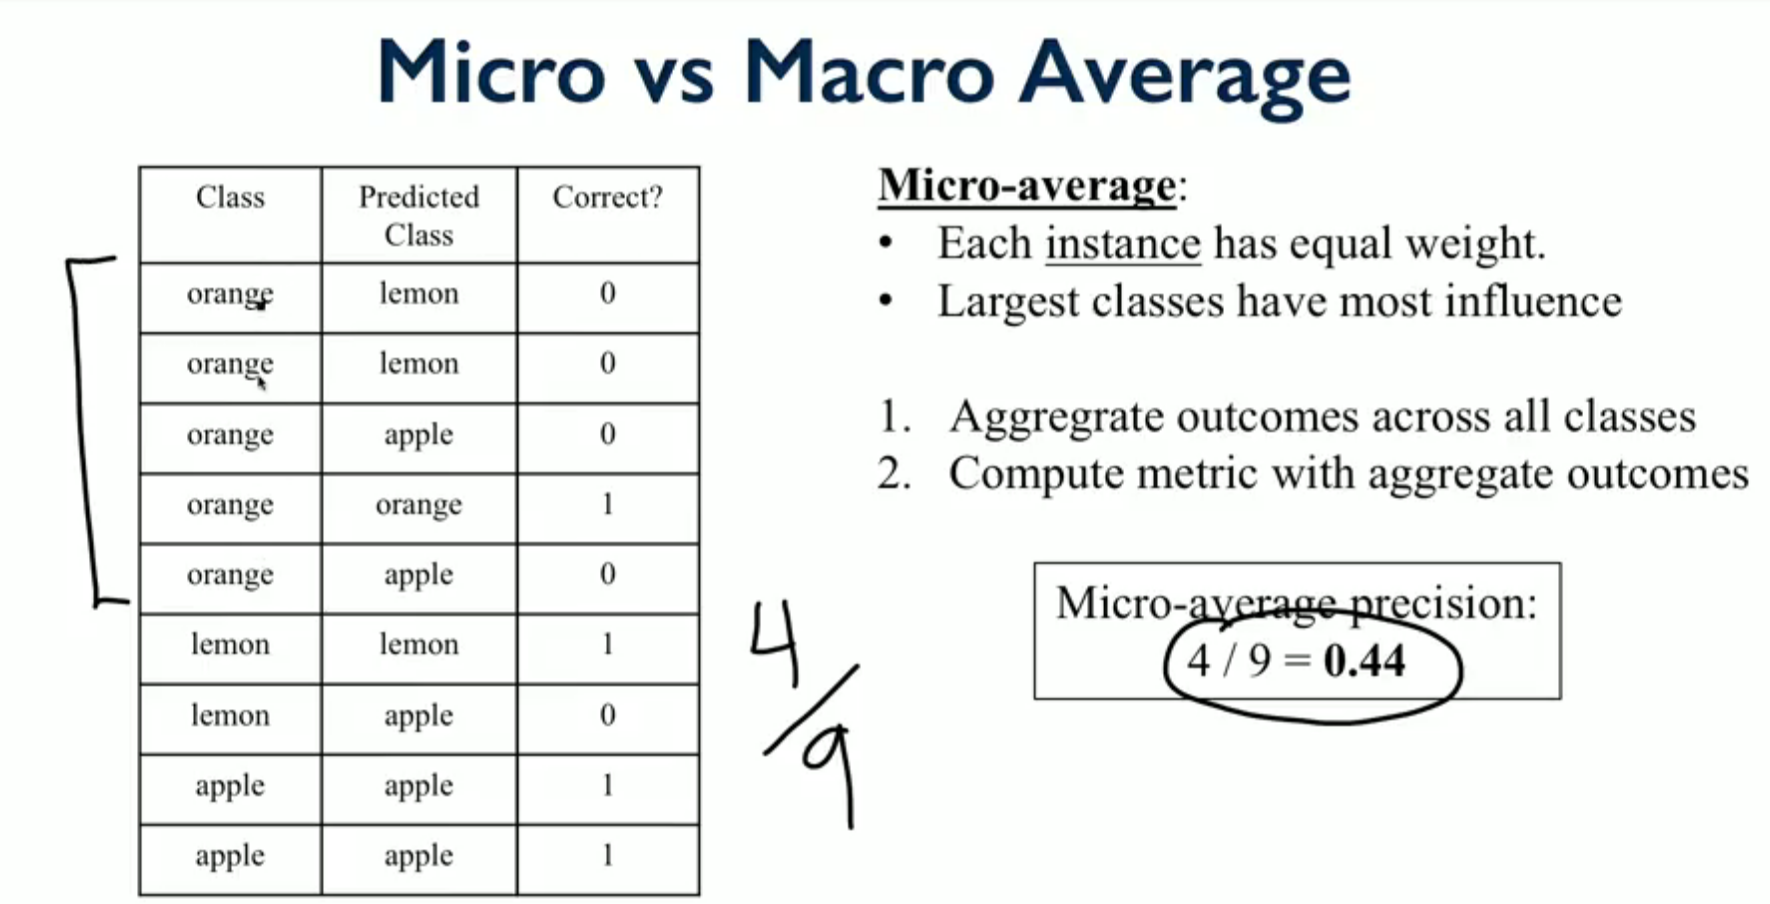 Micro vs Macro Average
Class Predicted Class Correct?
orange lemon 0
orange lemon 0
orange apple 0
orange orange 1
orange apple 0
lemon lemon 1
lemon apple 0
apple apple 1
apple apple 1
4/9
Micro-average:
• Each instance has equal weight.
• Largest classes have most influence
1. Aggregrate outcomes across all classes
2. Compute metric with aggregate outcomes
Micro-average precision:
4 / 9 = 0.44